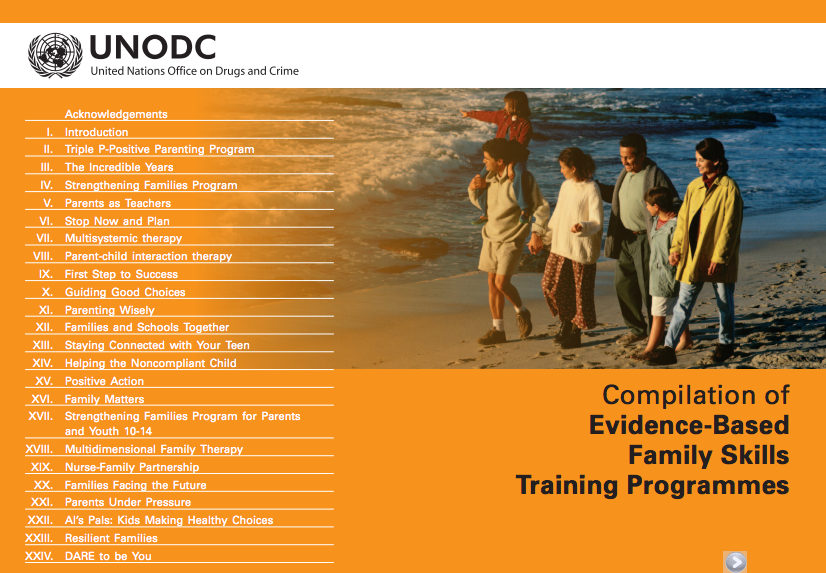 UNODC
United Nations Office on Drugs and Crime
Acknowledgements
I. Introduction
II. Triple P-Positive Parenting Program
III. The Incredible Years
IV. Strengthening Families Program
V. Parents as Teachers
VI. Stop Now and Plan
VII. Multisystemic therapy
VIII. Parent-child interaction therapy
IX. First Step to Success
X. Guiding Good Choices
XI. Parenting Wisely
XII. Families and Schools Together
XIII. Staying Connected with Your Teen
XIV. Helping the Noncompliant Child
XV. Positive Action
XVI. Family Matters
XVII. Strengthening Families Program for Parents
and Youth 10-14
XVIII. Multidimensional Family Therapy
XIX. Nurse-Family Partnership
XX. Families Facing the Future
XXI. Parents Under Pressure
XXII. Al's Pals: Kids Making Healthy Choices
XXIII. Resilient Families
XXIV. DARE to be You
Compilation of
Evidence-Based
Family Skills
Training Programmes